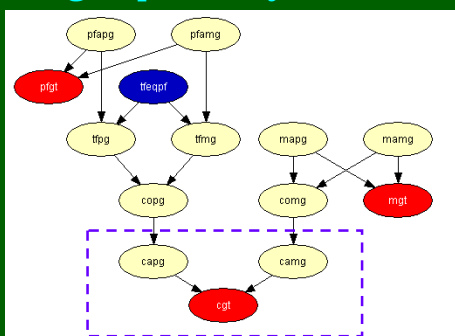 pfapg pfamg
pfgt tfeqpf
tfpg tfmg mapg mamg
copg comg mgt
capg camg
cgt